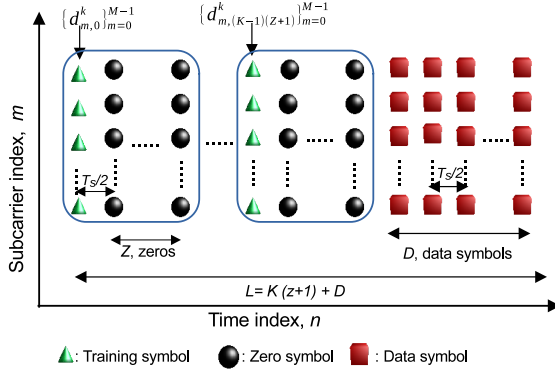 {d^k_{m,0}}^{M-1}_{m=0}
{d^k_{m,(K-1)(Z+1)}}^{M-1}_{m=0}
Subcarrier index, m
Ts/2
Ts/2
Z, zeros
D, data symbols
L= K (z+1) + D
Time index, n
: Training symbol
: Zero symbol
: Data symbol